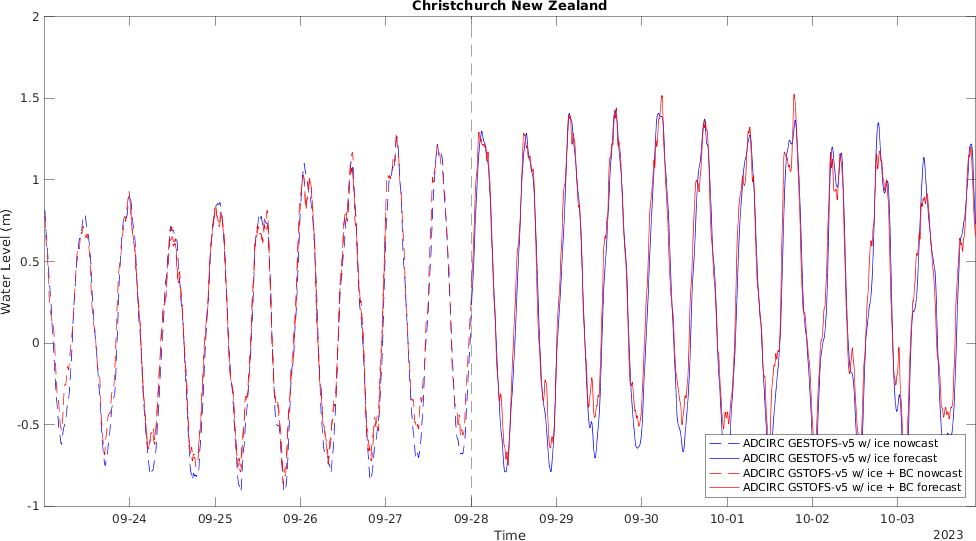 Christchurch New Zealand
2
1.5
1
0.5
0
-0.5
-1
Water Level (m)
09-24 09-25 09-26 09-27 09-28 09-29 09-30 10-01 10-02 10-03
Time
2023
ADCIRC GESTOFS-v5 w/ ice nowcast
ADCIRC GESTOFS-v5 w/ ice forecast
ADCIRC GSTOFS-v5 w/ ice + BC nowcast
ADCIRC GSTOFS-v5 w/ ice + BC forecast